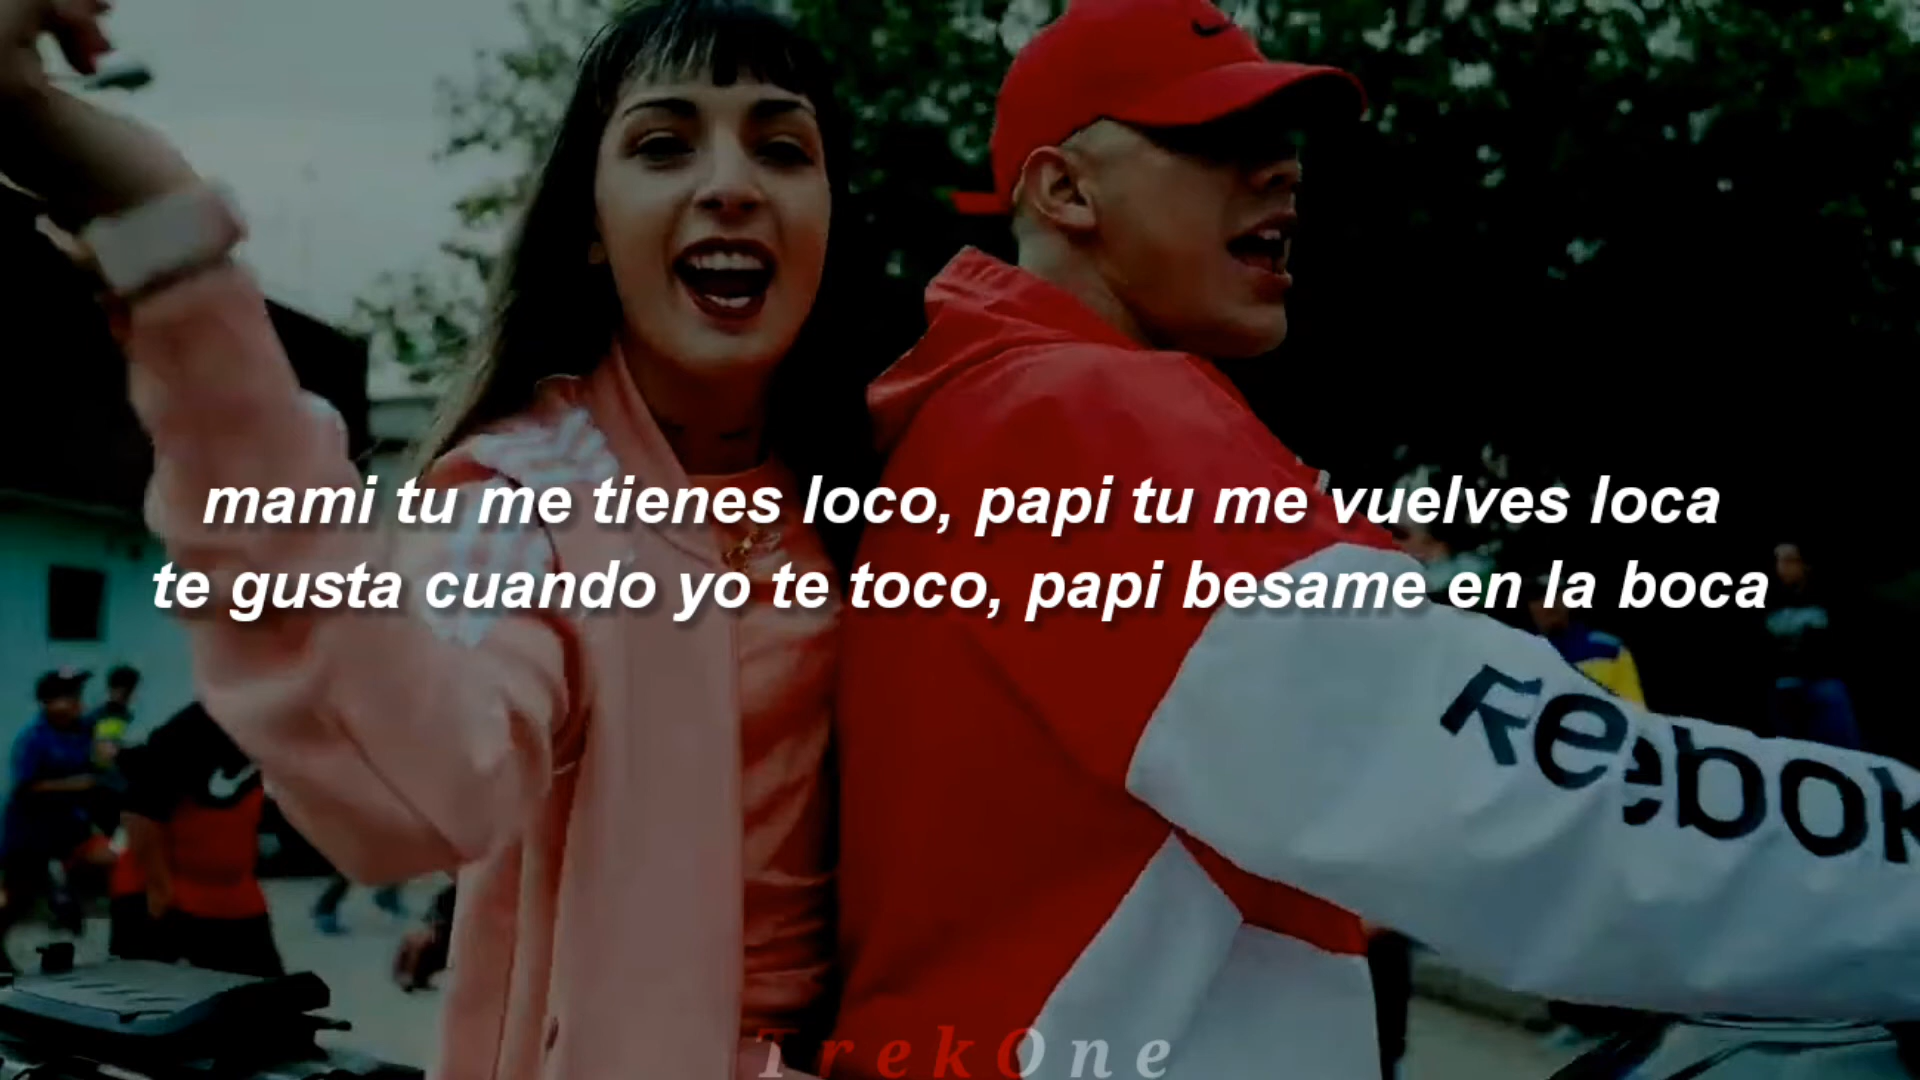 mami tu me tienes loco, papi tu me vuelves loca
te gusta cuando yo te toco, papi besame en la boca
Reebok
TrekOne